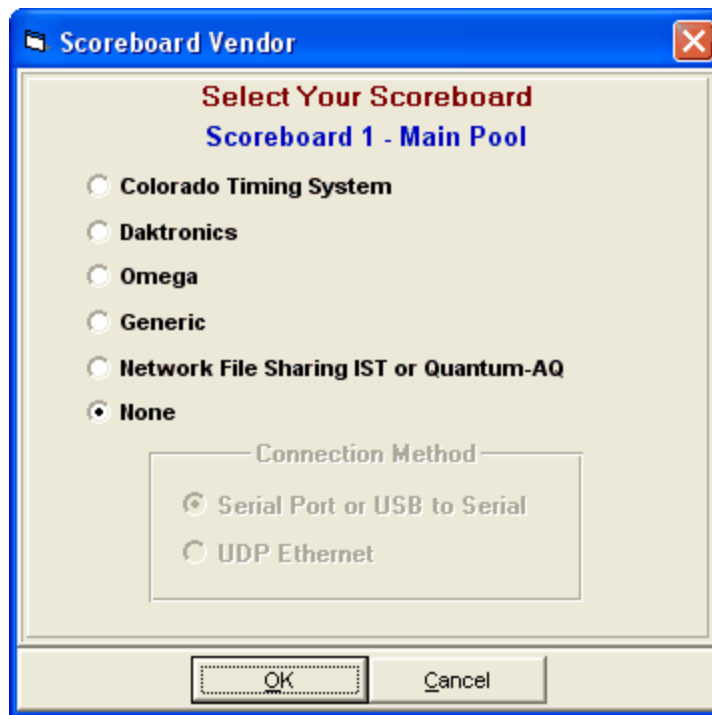 Scoreboard Vendor
Select Your Scoreboard
Scoreboard 1 - Main Pool
Colorado Timing System
Daktronics
Omega
Generic
Network File Sharing IST or Quantum-AQ
None
Connection Method
Serial Port or USB to Serial
UDP Ethernet
OK Cancel